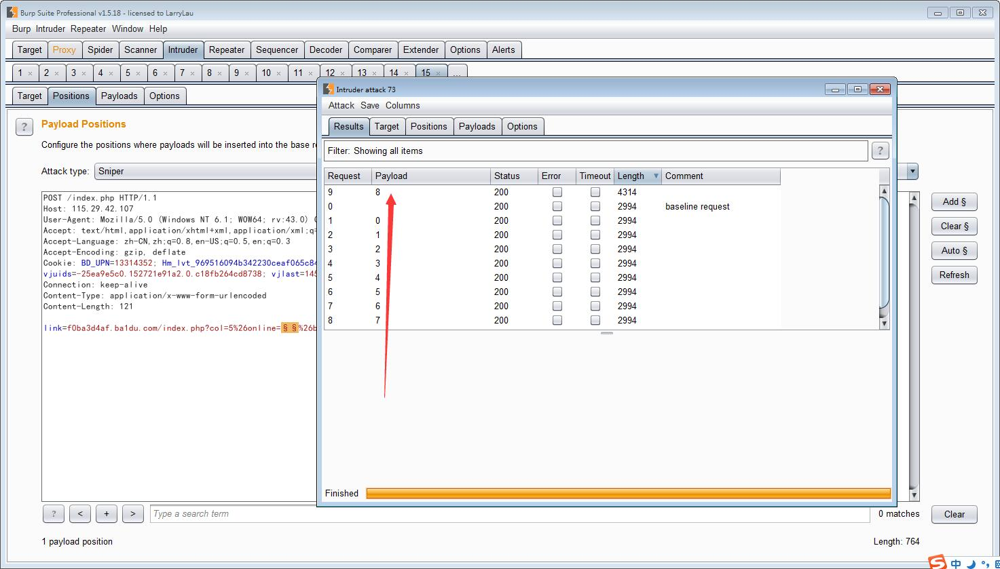 Burp Suite Professional v1.5.18 - licensed to LarryLau
Burp Intruder Repeater Window Help
Target Proxy Spider Scanner Intruder Repeater Sequencer Decoder Comparer Extender Options Alerts
1 × 2 × 3 × 4 × 5 × 6 × 7 × 8 × 9 × 10 × 11 × 12 × 13 × 14 × 15 × ...
Target Positions Payloads Options
? Payload Positions
Configure the positions where payloads will be inserted into the base re
Attack type: Sniper
POST /index.php HTTP/1.1
Host: 115.29.42.107
User-Agent: Mozilla/5.0 (Windows NT 6.1; WOW64; rv:43.0)
Accept: text/html,application/xhtml+xml,application/xml;q=
Accept-Language: zh-CN,zh;q=0.8,en-US;q=0.5,en;q=0.3
Accept-Encoding: gzip, deflate
Cookie: BD_UPN=13314352; Hm_lvt_969516094b342230ceaf065c84
vjuids=-25ea9e5c0.152721e91a2.0.c18fb264cd8738; vjlast=145
Connection: keep-alive
Content-Type: application/x-www-form-urlencoded
Content-Length: 121
link=f0ba3d4af.ba1du.com/index.php?col=5%26online=§ §%26b
Add §
Clear §
Auto §
Refresh
? < + > Type a search term 0 matches Clear
1 payload position Length: 764
Intruder attack 73
Attack Save Columns
Results Target Positions Payloads Options
Filter: Showing all items ?
Request Payload Status Error Timeout Length Comment
9 8 200 4314
0 200 2994 baseline request
1 0 200 2994
2 1 200 2994
3 2 200 2994
4 3 200 2994
5 4 200 2994
6 5 200 2994
7 6 200 2994
8 7 200 2994
Finished
S 中